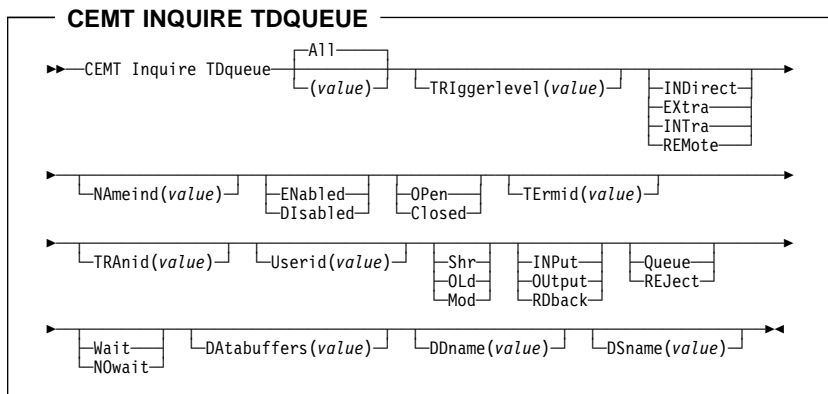 CEMT INQUIRE TDQUEUE
All
CEMT Inquire TDqueue
(value)
TRIggerlevel(value)
INDirect
EXtra
INTra
REMote
NAmeind(value)
ENabled
DIsabled
OPen
Closed
TErmid(value)
TRAnid(value)
Userid(value)
Shr
OLd
Mod
INPut
OUtput
RDback
Queue
REJect
Wait
NOwait
DAtabuffers(value)
DDname(value)
DSname(value)